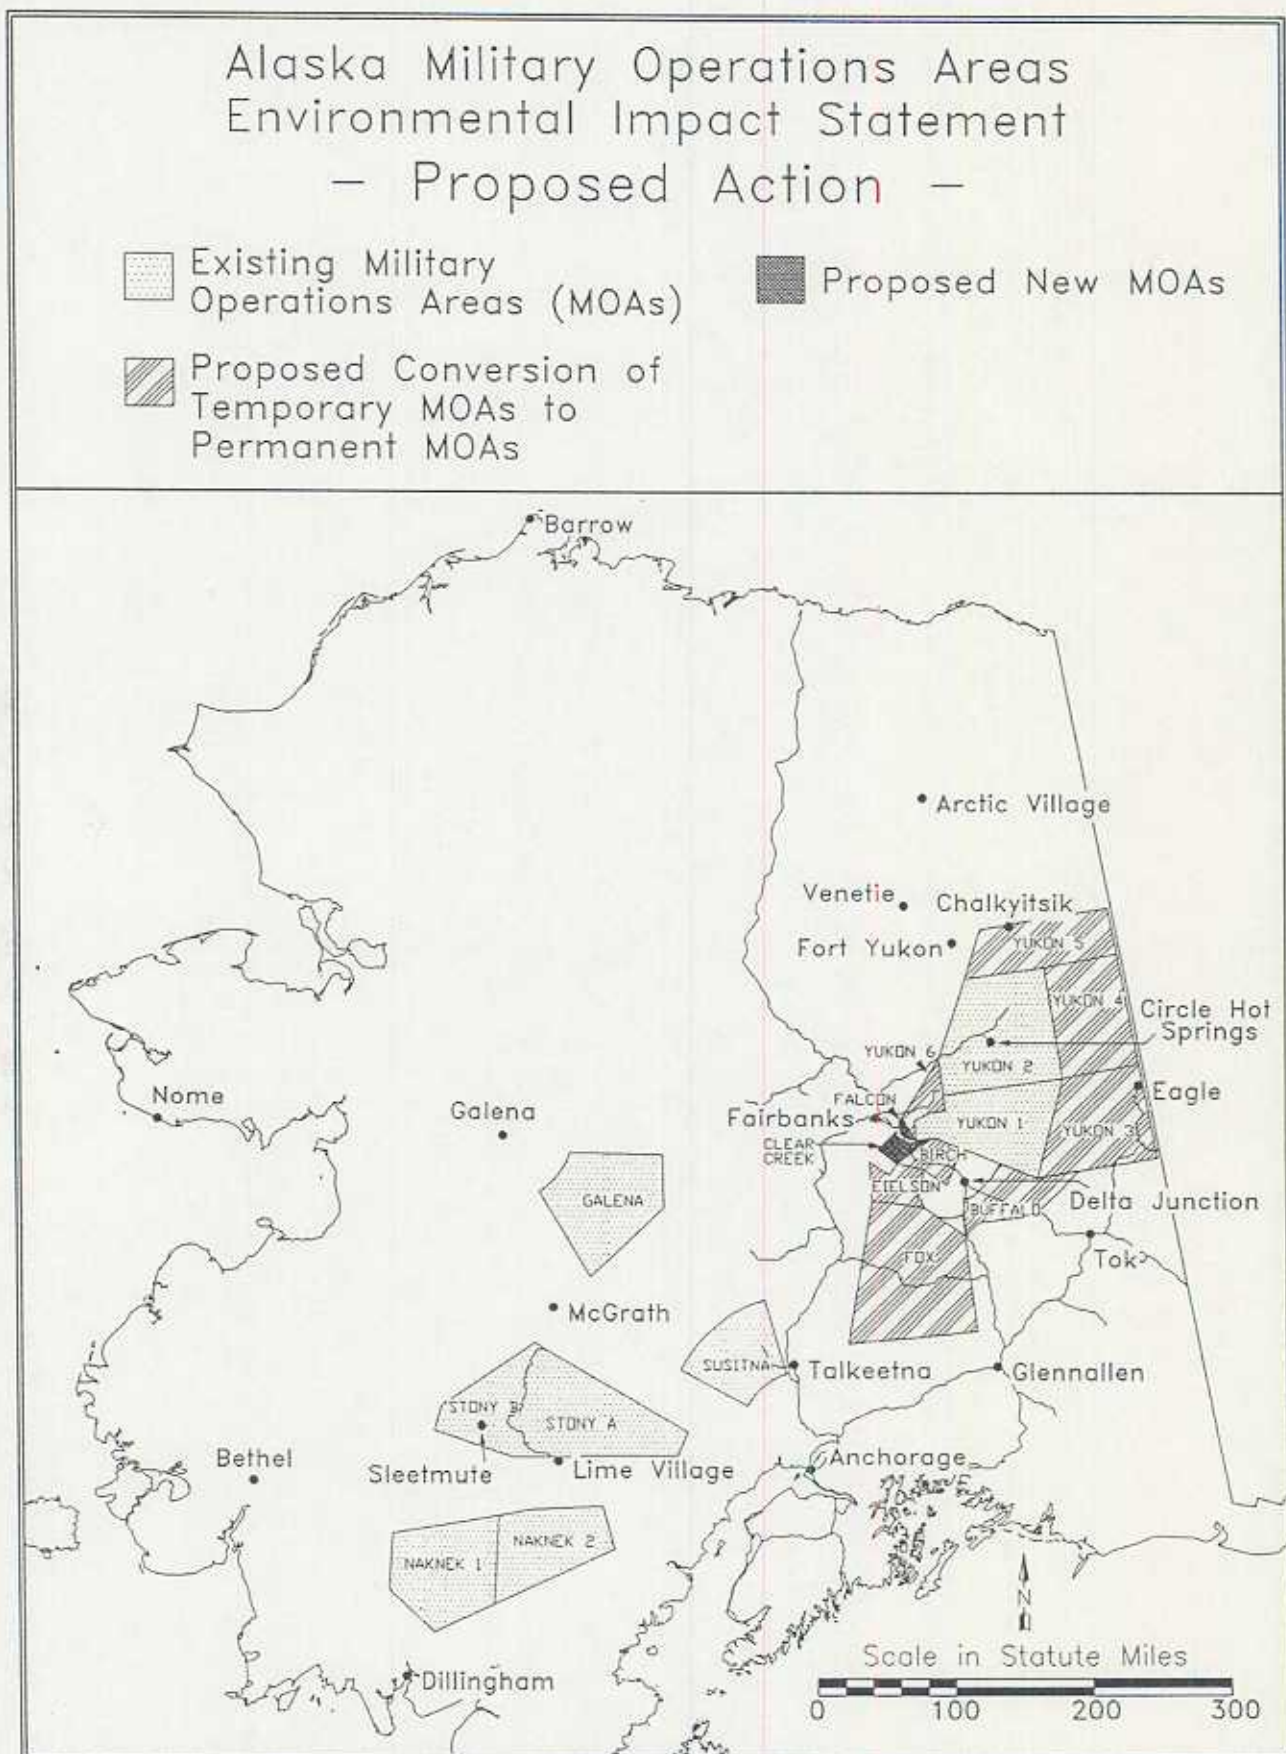 Alaska Military Operations Areas
Environmental Impact Statement
- Proposed Action -
Existing Military
Operations Areas (MOAs)
Proposed New MOAs
Proposed Conversion of
Temporary MOAs to
Permanent MOAs
Barrow
Arctic Village
Venetie
Chalkyitsik
Fort Yukon
YUKON 5
YUKON 4
Circle Hot
Springs
YUKON 6
YUKON 2
Nome
Galena
FALCON
Eagle
Fairbanks
YUKON 1
YUKON 3
CLEAR
CREEK
BIRCH
EIELSON
GALENA
BUFFALO
Delta Junction
FOX
Tok
McGrath
SUSITNA
Talkeetna
Glennallen
STONY B
STONY A
Bethel
Sleetmute
Lime Village
Anchorage
NAKNEK 1
NAKNEK 2
N
Dillingham
Scale in Statute Miles
0 100 200 300